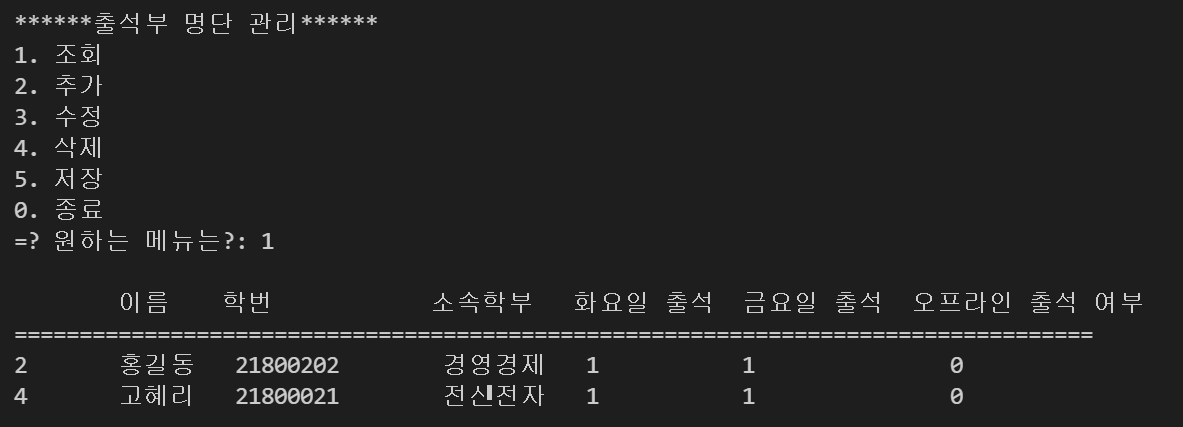 ******출석부 명단 관리******
1. 조회
2. 추가
3. 수정
4. 삭제
5. 저장
0. 종료
=? 원하는 메뉴는?: 1
이름 학번 소속학부 화요일 출석 금요일 출석 오프라인 출석 여부
===================================================================================
2 홍길동 21800202 경영경제 1 1 0
4 고혜리 21800021 전산전자 1 1 0